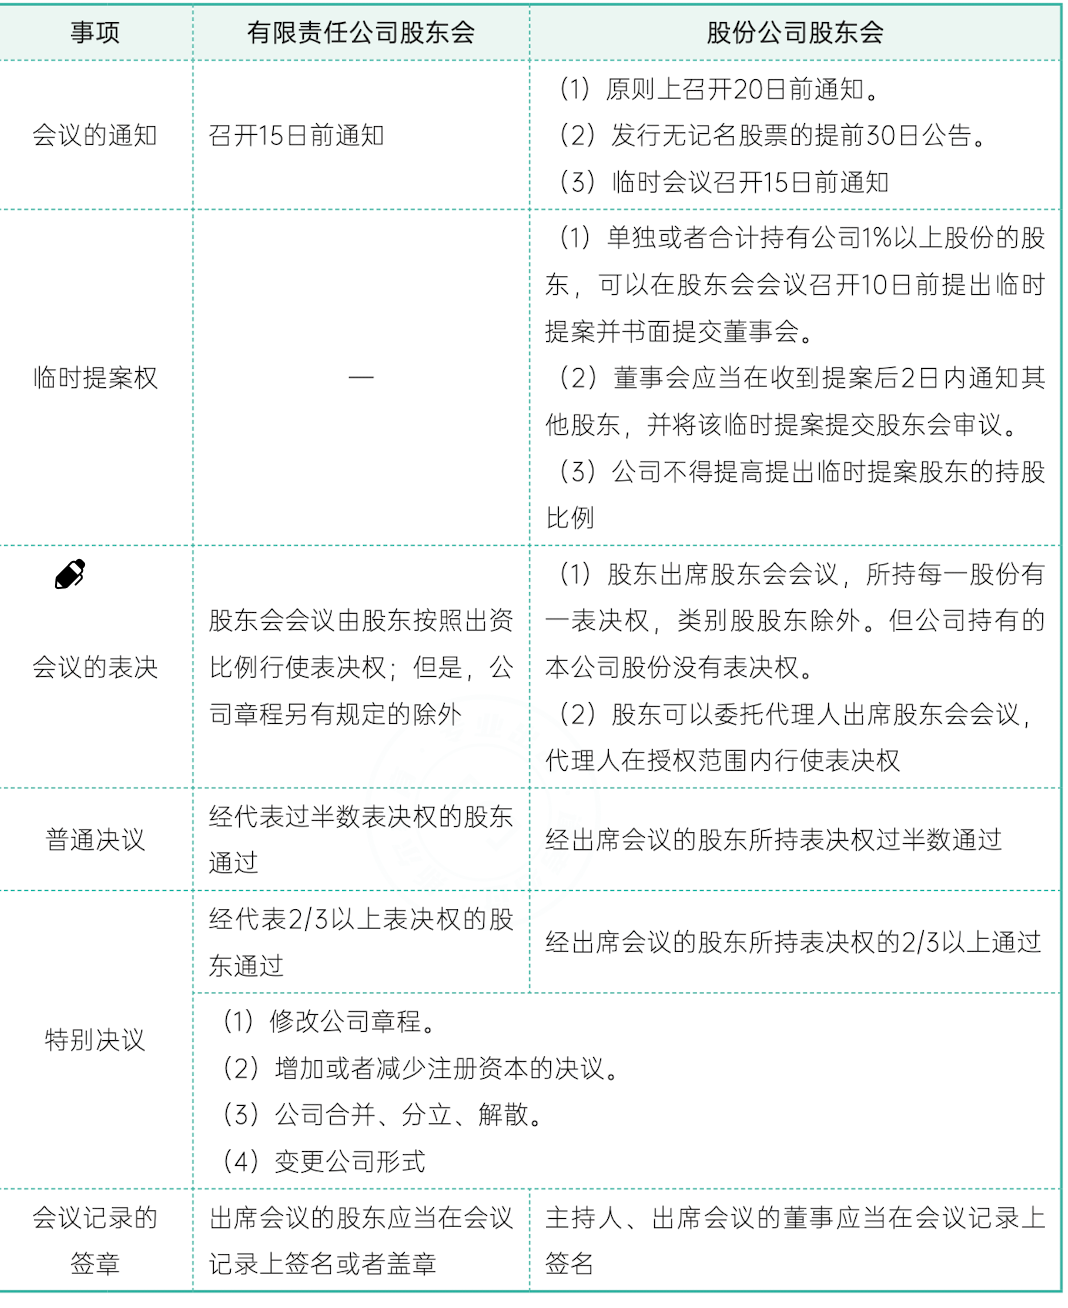 事项
有限责任公司股东会
股份公司股东会
会议的通知
召开15日前通知
（1）原则上召开20日前通知。
（2）发行无记名股票的提前30日公告。
（3）临时会议召开15日前通知
临时提案权
—
（1）单独或者合计持有公司1%以上股份的股
东，可以在股东会会议召开10日前提出临时
提案并书面提交董事会。
（2）董事会应当在收到提案后2日内通知其
他股东，并将该临时提案提交股东会审议。
（3）公司不得提高提出临时提案股东的持股
比例
会议的表决
股东会会议由股东按照出资
比例行使表决权；但是，公
司章程另有规定的除外
（1）股东出席股东会会议，所持每一股份有
一表决权，类别股股东除外。但公司持有的
本公司股份没有表决权。
（2）股东可以委托代理人出席股东会会议，
代理人在授权范围内行使表决权
普通决议
经代表过半数表决权的股东
通过
经出席会议的股东所持表决权过半数通过
特别决议
经代表2/3以上表决权的股
东通过
经出席会议的股东所持表决权的2/3以上通过
（1）修改公司章程。
（2）增加或者减少注册资本的决议。
（3）公司合并、分立、解散。
（4）变更公司形式
会议记录的
签章
出席会议的股东应当在会议
记录上签名或者盖章
主持人、出席会议的董事应当在会议记录上
签名